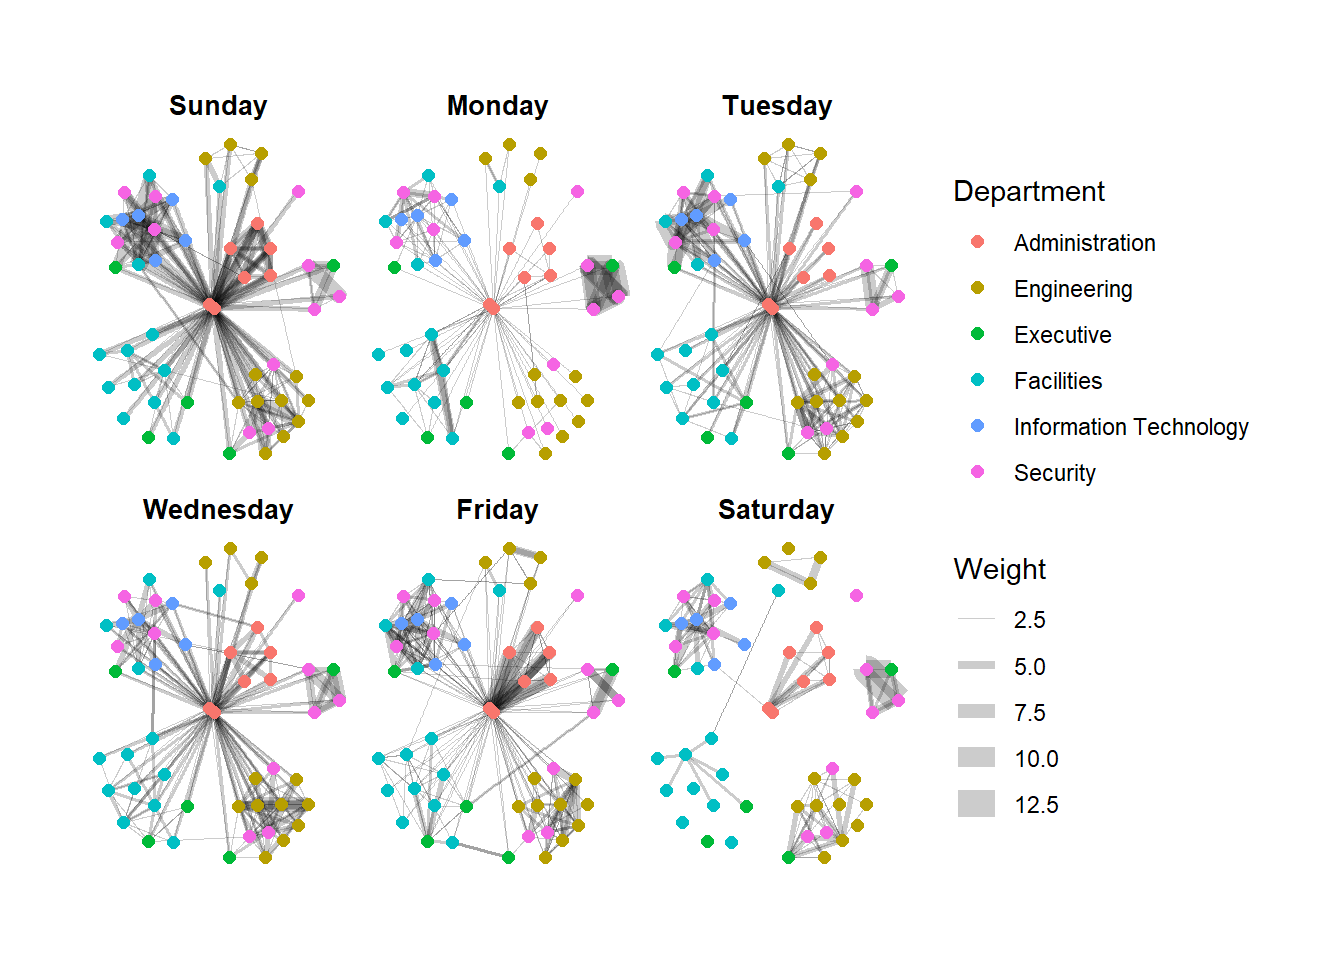 Sunday
Monday
Tuesday
Wednesday
Friday
Saturday
Department
Administration
Engineering
Executive
Facilities
Information Technology
Security
Weight
2.5
5.0
7.5
10.0
12.5